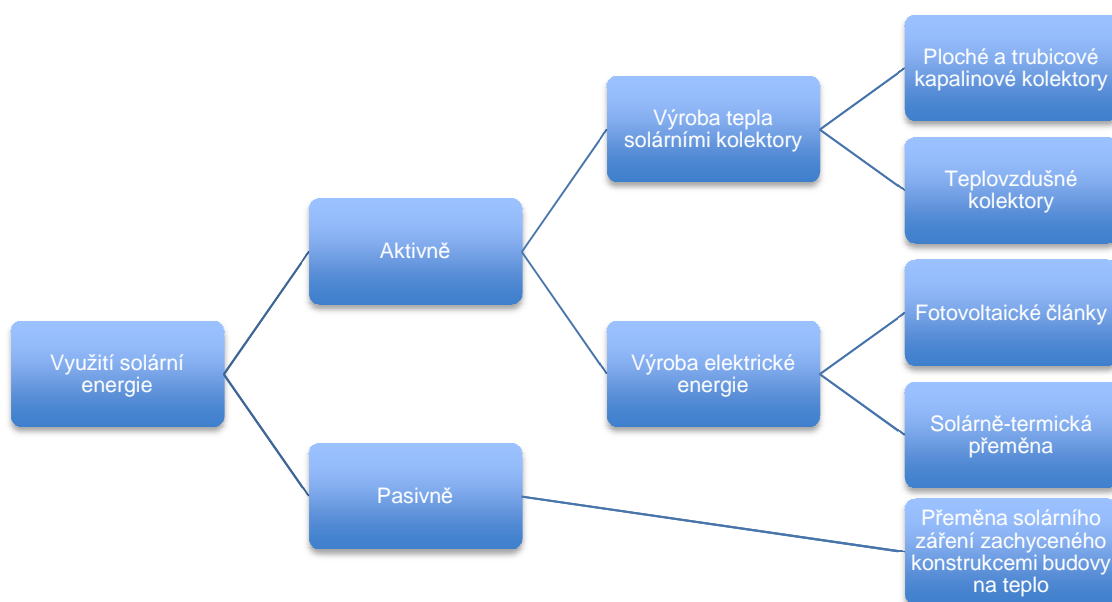 Ploché a trubicové
kapalinové kolektory
Výroba tepla
solárními kolektory
Teplovzdušné
kolektory
Aktivně
Fotovoltaické články
Využití solární
energie
Výroba elektrické
energie
Solárně-termická
přeměna
Pasivně
Přeměna solárního
záření zachyceného
konstrukcemi budovy
na teplo